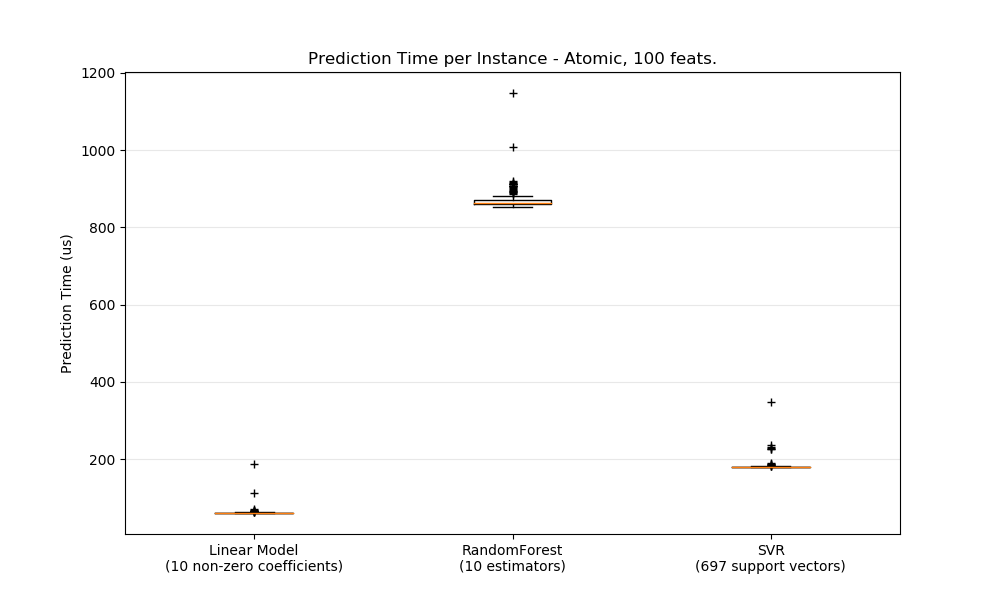 Prediction Time per Instance - Atomic, 100 feats.
1200
1000
800
600
400
200
Prediction Time (us)
Linear Model
(10 non-zero coefficients)
RandomForest
(10 estimators)
SVR
(697 support vectors)